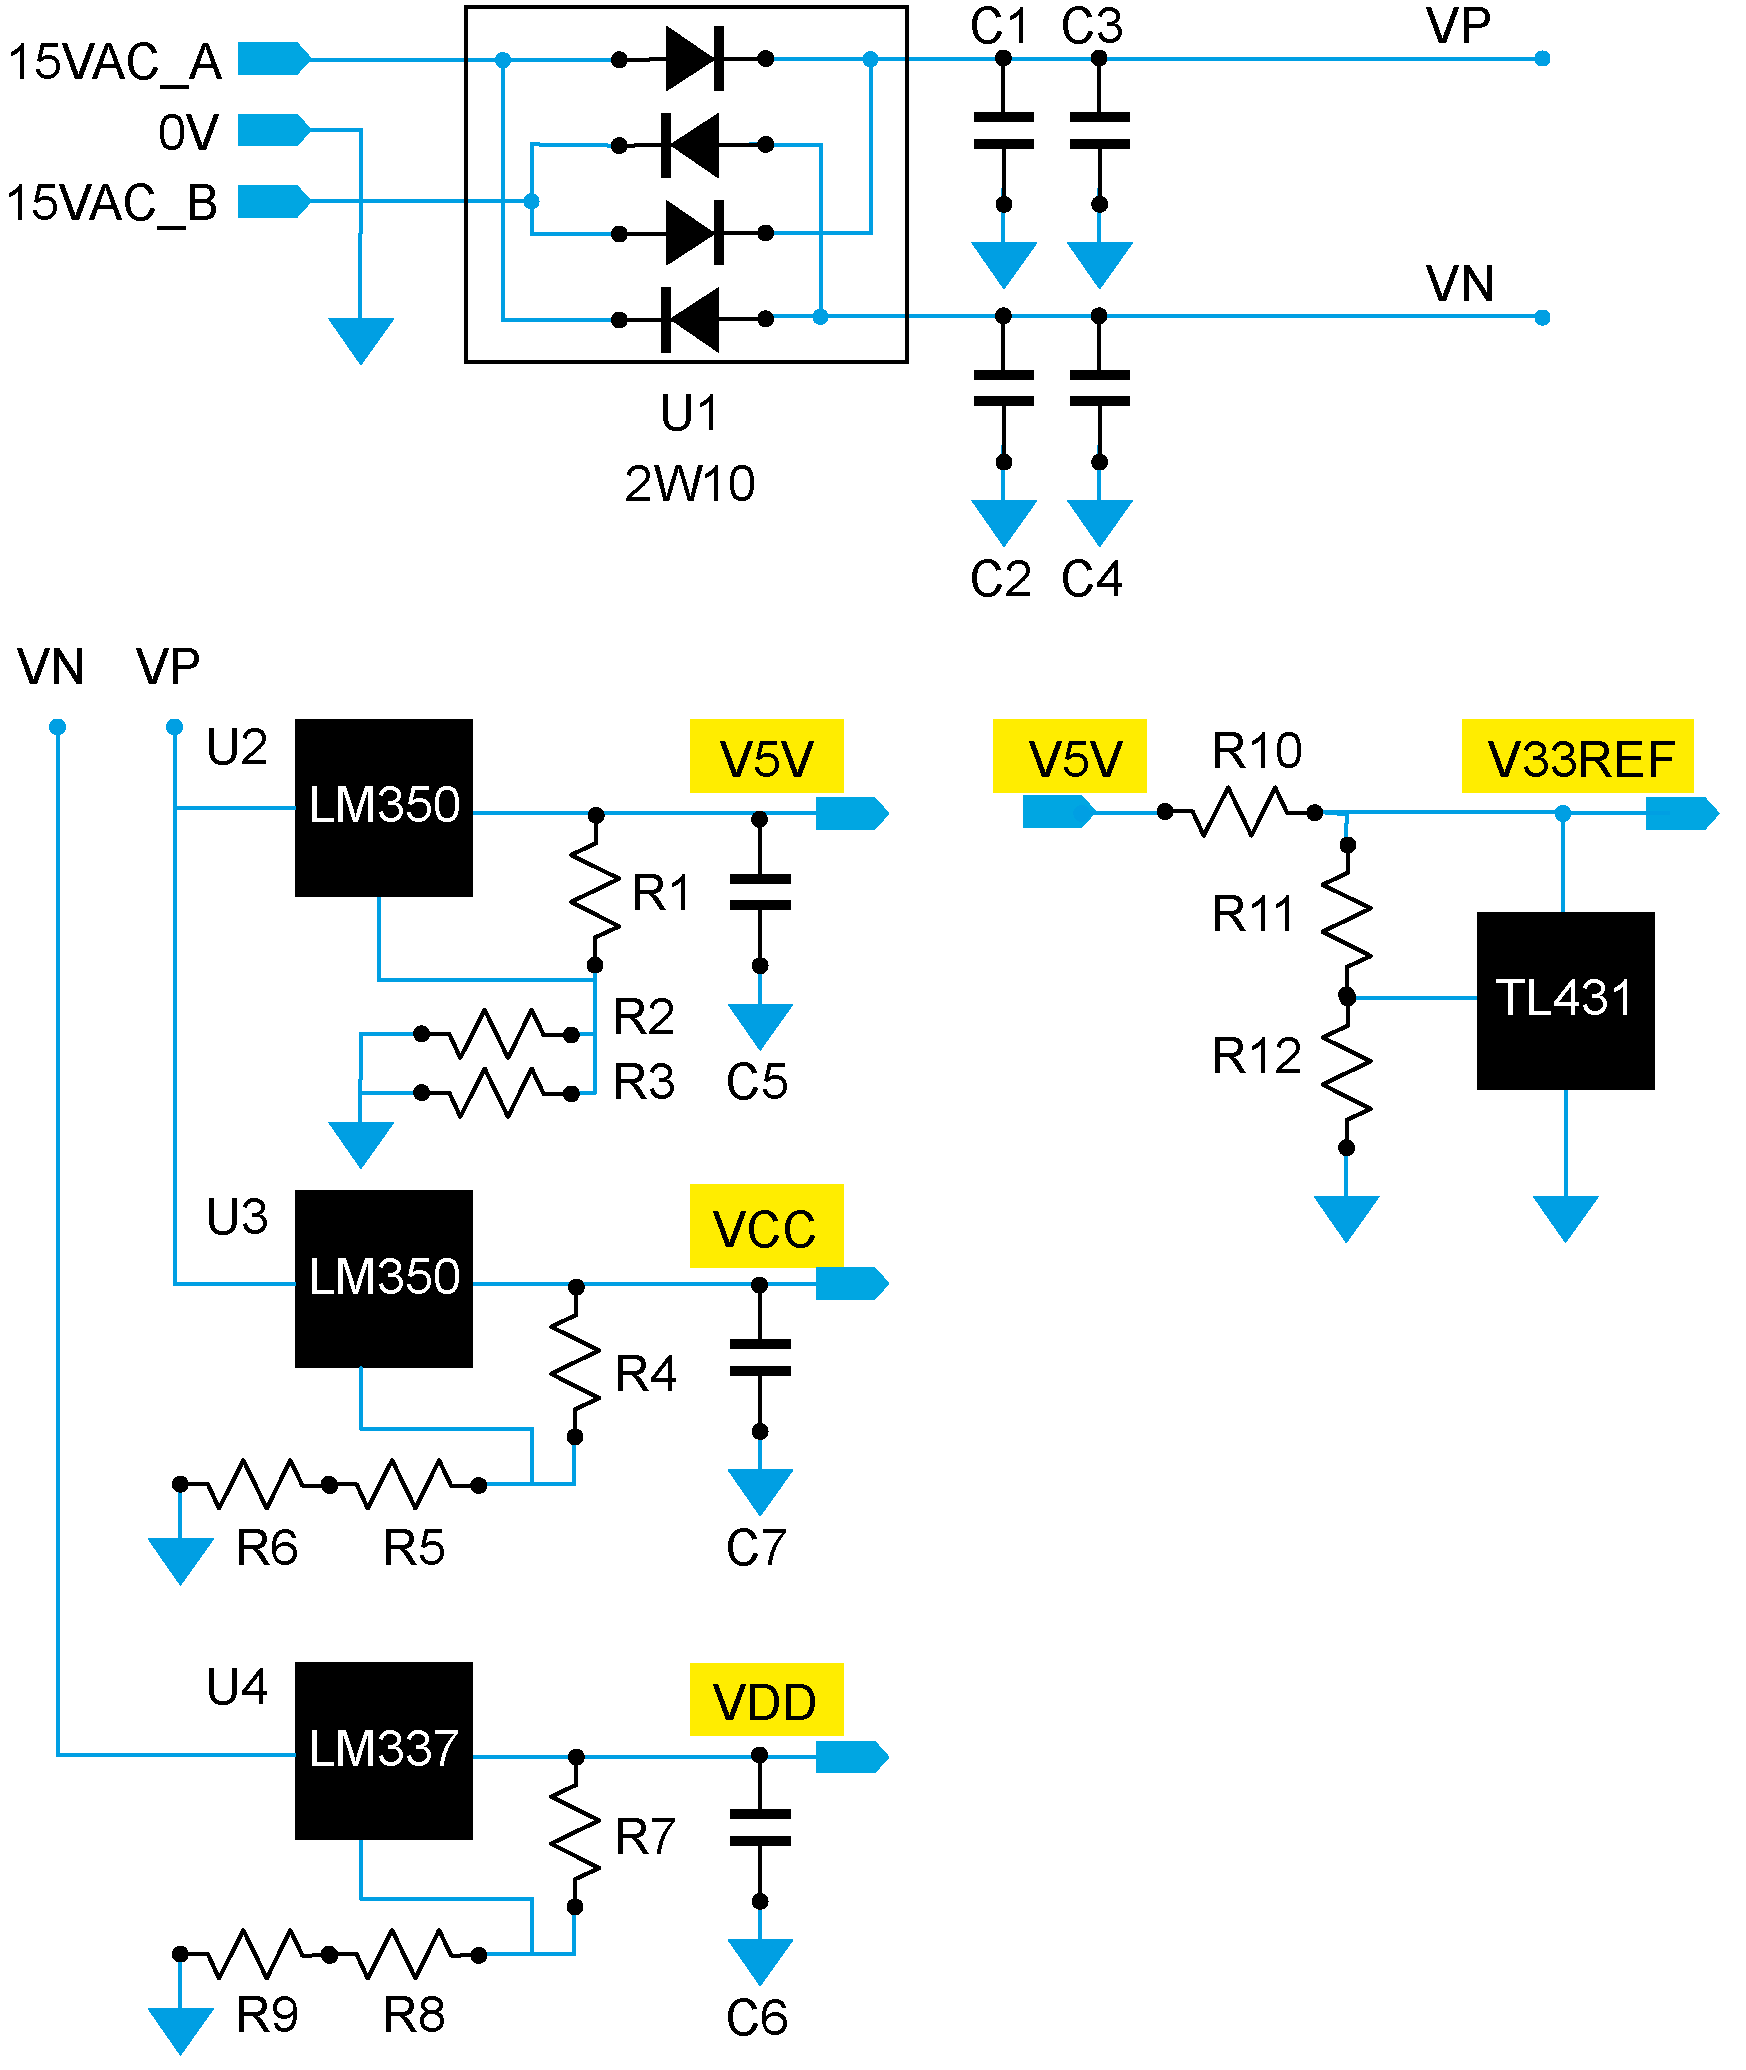 C1 C3 VP
15VAC_A
0V
15VAC_B
VN
U1
2W10
C2 C4
VN VP
U2 V5V V5V R10 V33REF
LM350
R1 R11
TL431
R2 R12
R3 C5
U3 VCC
LM350
R4
R6 R5 C7
U4 VDD
LM337
R7
R9 R8 C6